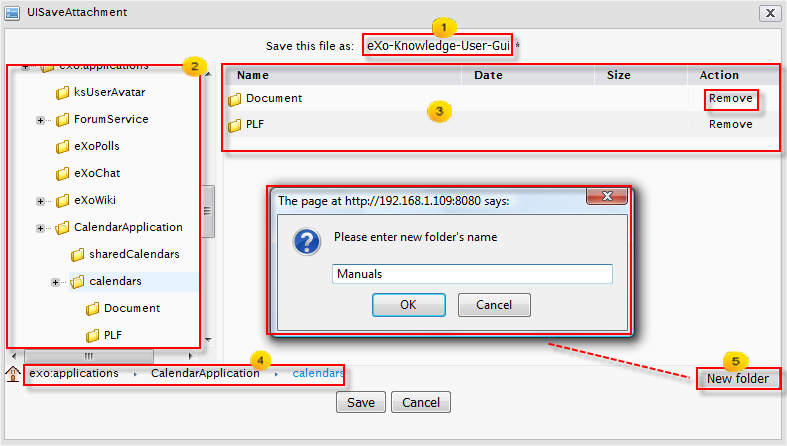 UISaveAttachment
1
Save this file as: eXo-Knowledge-User-Gui *
2
exo:applications
ksUserAvatar
ForumService
eXoPolls
eXoChat
eXoWiki
CalendarApplication
sharedCalendars
calendars
Document
PLF
Name Date Size Action
Document Remove
3
PLF Remove
The page at http://192.168.1.109:8080 says:
Please enter new folder's name
Manuals
OK Cancel
4
exo:applications CalendarApplication calendars
5
New folder
Save Cancel